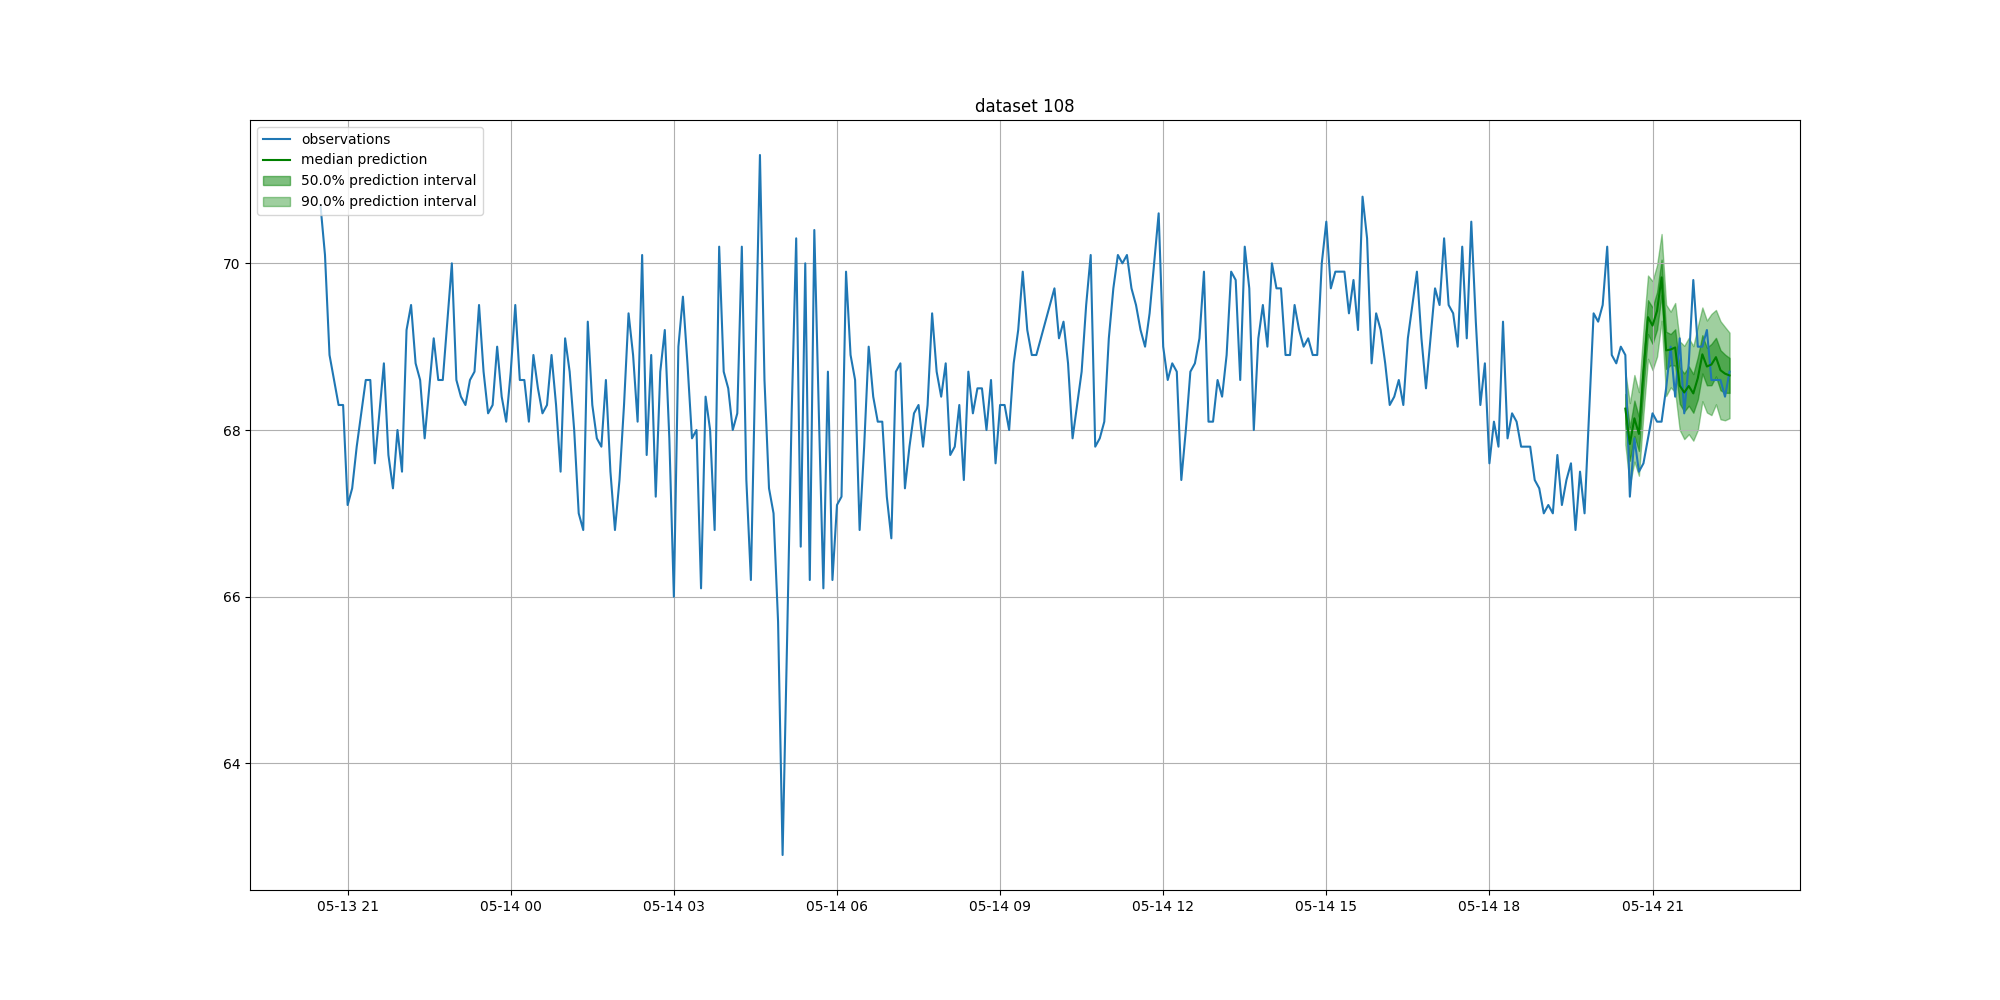 dataset 108
observations
median prediction
50.0% prediction interval
90.0% prediction interval
70
68
66
64
05-13 21
05-14 00
05-14 03
05-14 06
05-14 09
05-14 12
05-14 15
05-14 18
05-14 21